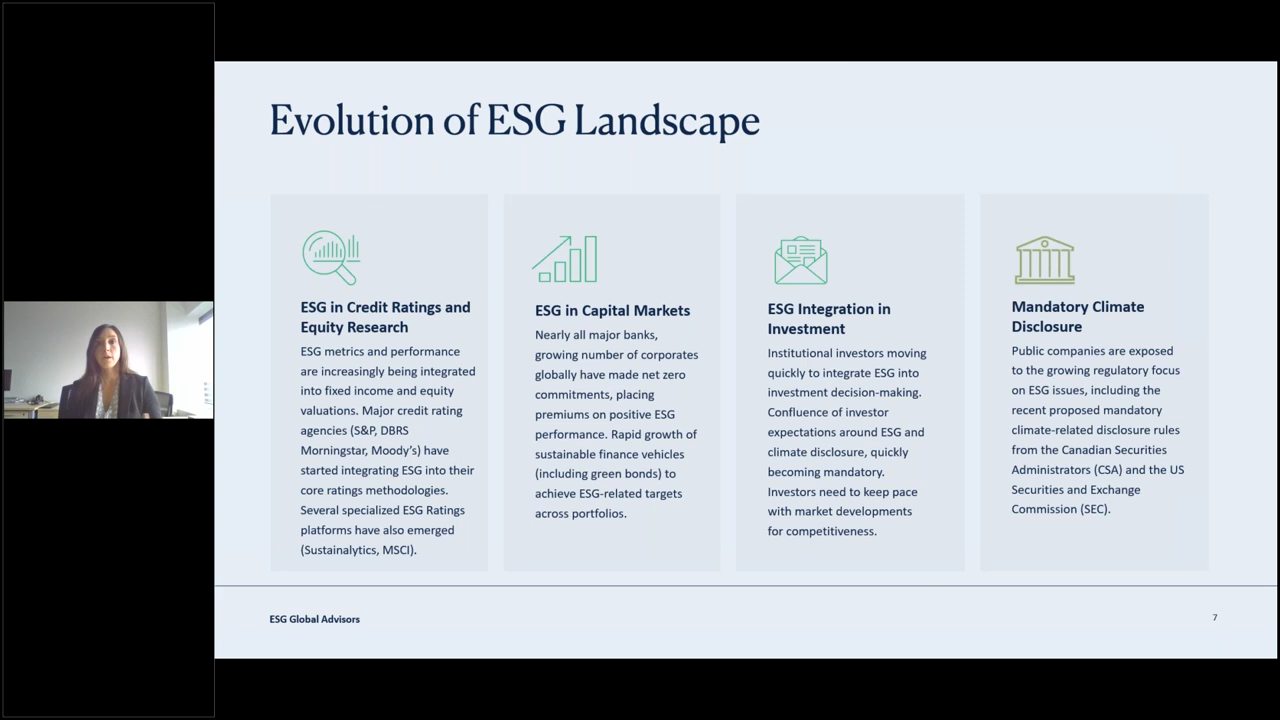 Evolution of ESG Landscape
ESG in Credit Ratings and
Equity Research
ESG metrics and performance
are increasingly being integrated
into fixed income and equity
valuations. Major credit rating
agencies (S&P, DBRS
Morningstar, Moody's) have
started integrating ESG into their
core ratings methodologies.
Several specialized ESG Ratings
platforms have also emerged
(Sustainalytics, MSCI).
ESG in Capital Markets
Nearly all major banks,
growing number of corporates
globally have made net zero
commitments, placing
premiums on positive ESG
performance. Rapid growth of
sustainable finance vehicles
(including green bonds) to
achieve ESG-related targets
across portfolios.
ESG Integration in
Investment
Institutional investors moving
quickly to integrate ESG into
investment decision-making.
Confluence of investor
expectations around ESG and
climate disclosure, quickly
becoming mandatory.
Investors need to keep pace
with market developments
for competitiveness.
Mandatory Climate
Disclosure
Public companies are exposed
to the growing regulatory focus
on ESG issues, including the
recent proposed mandatory
climate-related disclosure rules
from the Canadian Securities
Administrators (CSA) and the US
Securities and Exchange
Commission (SEC).
ESG Global Advisors
7